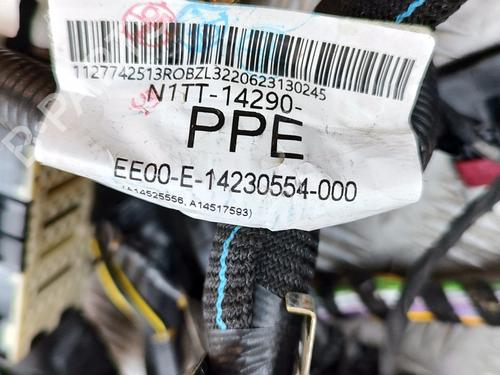 1127742513ROBZL3220623130245
N1TT-14290-
PPE
EE00-E-14230554-000
(A14525556, A14517593)